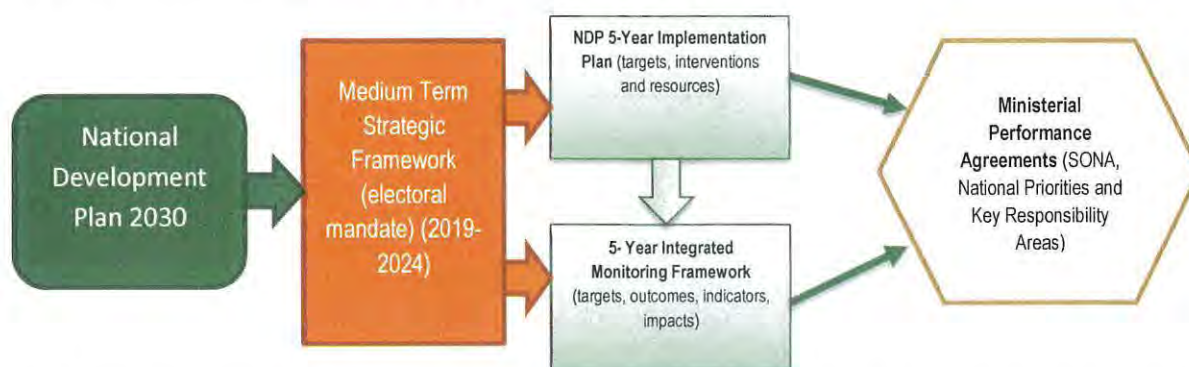 National
Development
Plan 2030
Medium Term
Strategic
Framework
(electoral
mandate) (2019-
2024)
NDP 5-Year Implementation
Plan (targets, interventions
and resources)
5- Year Integrated
Monitoring Framework
(targets, outcomes, indicators,
impacts)
Ministerial
Performance
Agreements (SONA,
National Priorities and
Key Responsibility
Areas)